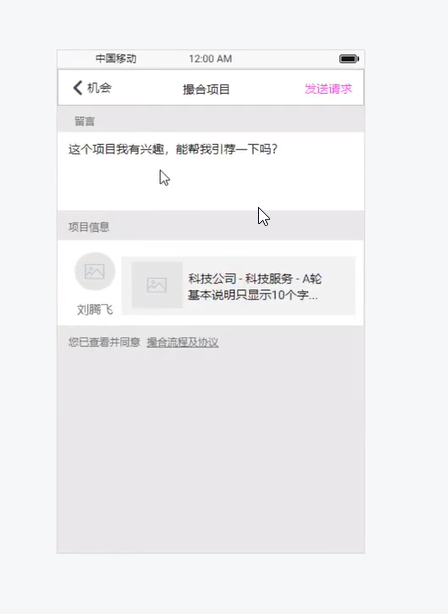 中国移动 12:00 AM
机会 撮合项目 发送请求
留言
这个项目我有兴趣，能帮我引荐一下吗?
项目信息
科技公司 - 科技服务 - A轮
基本说明只显示10个字...
刘腾飞
您已查看并同意 撮合流程及协议